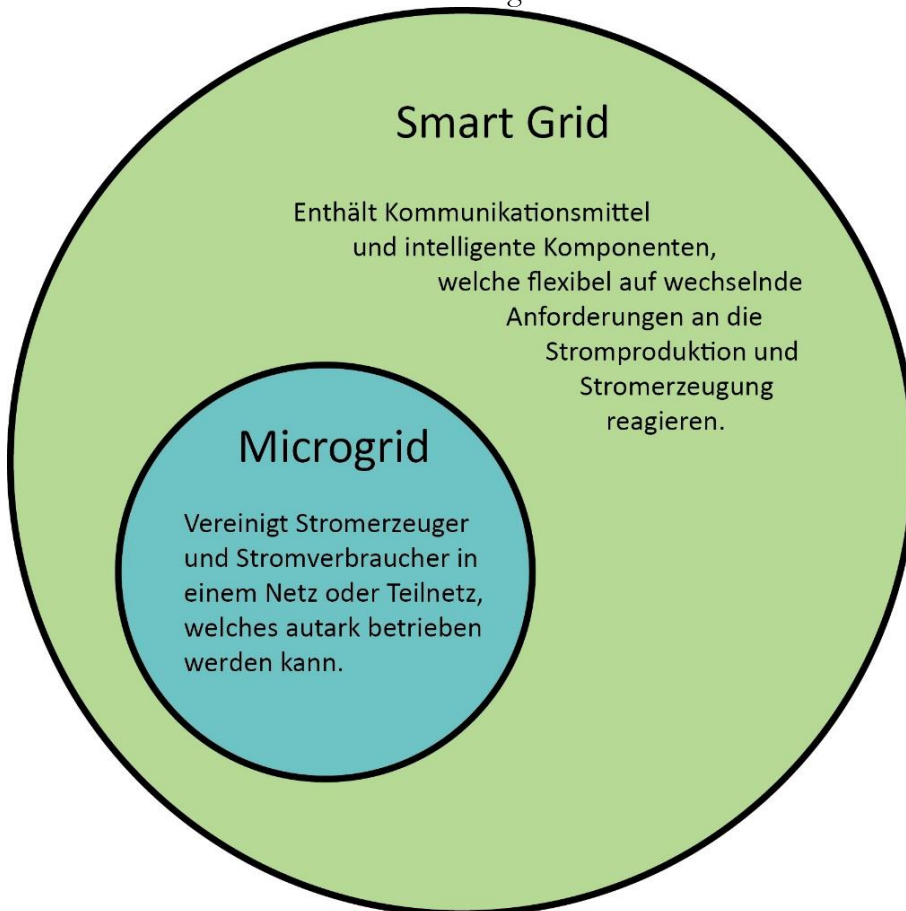 Smart Grid
Enthält Kommunikationsmittel
und intelligente Komponenten,
welche flexibel auf wechselnde
Anforderungen an die
Stromproduktion und
Stromerzeugung
reagieren.
Microgrid
Vereinigt Stromerzeuger
und Stromverbraucher in
einem Netz oder Teilnetz,
welches autark betrieben
werden kann.